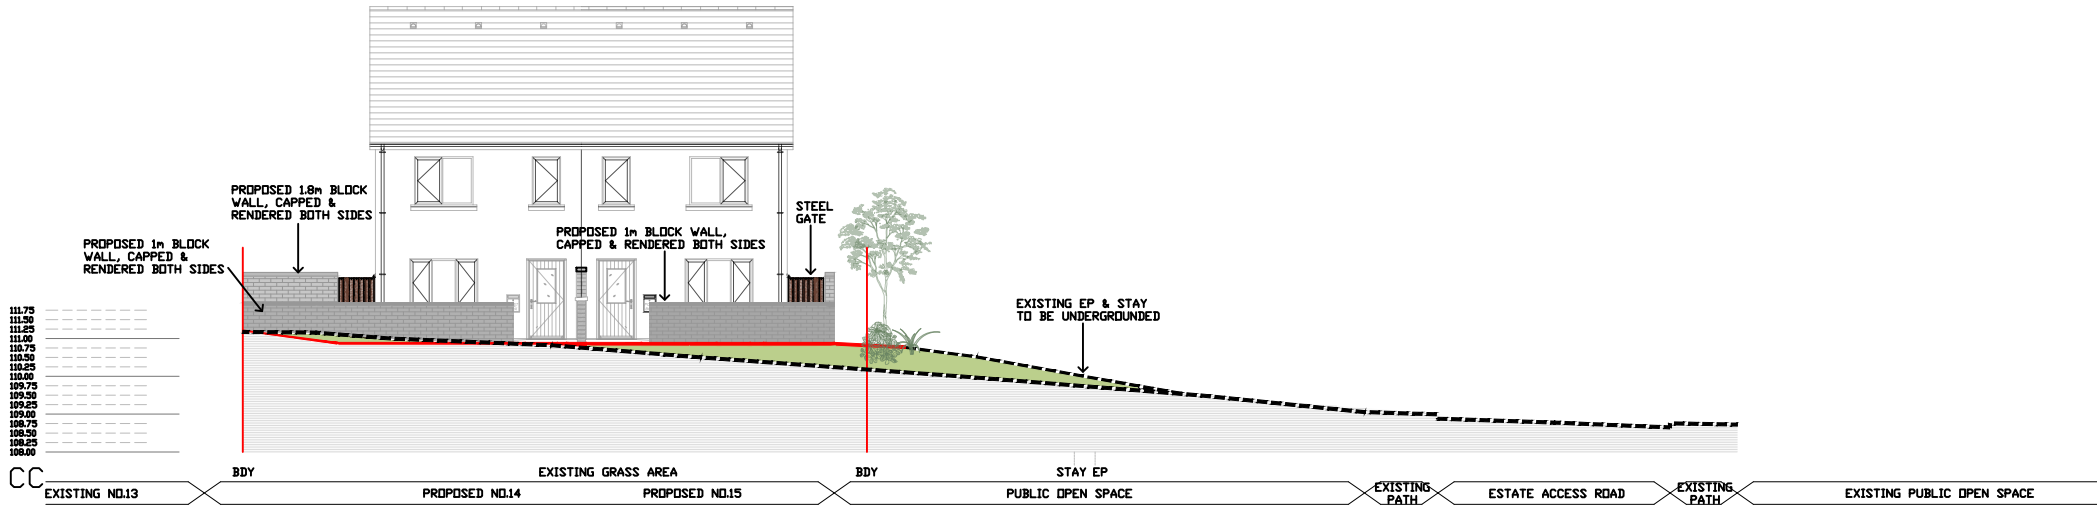 PROPOSED 1.8m BLOCK
WALL, CAPPED &
RENDERED BOTH SIDES
STEEL
GATE
PROPOSED 1m BLOCK WALL,
CAPPED & RENDERED BOTH SIDES
PROPOSED 1m BLOCK
WALL, CAPPED &
RENDERED BOTH SIDES
EXISTING EP & STAY
TO BE UNDERGROUNDED
111.75
111.50
111.25
111.00
110.75
110.50
110.25
110.00
109.75
109.50
109.25
109.00
108.75
108.50
108.25
108.00
CC
BDY
EXISTING GRASS AREA
BDY
STAY EP
EXISTING NO.13
PROPOSED NO.14
PROPOSED NO.15
PUBLIC OPEN SPACE
EXISTING
PATH
ESTATE ACCESS ROAD
EXISTING
PATH
EXISTING PUBLIC OPEN SPACE